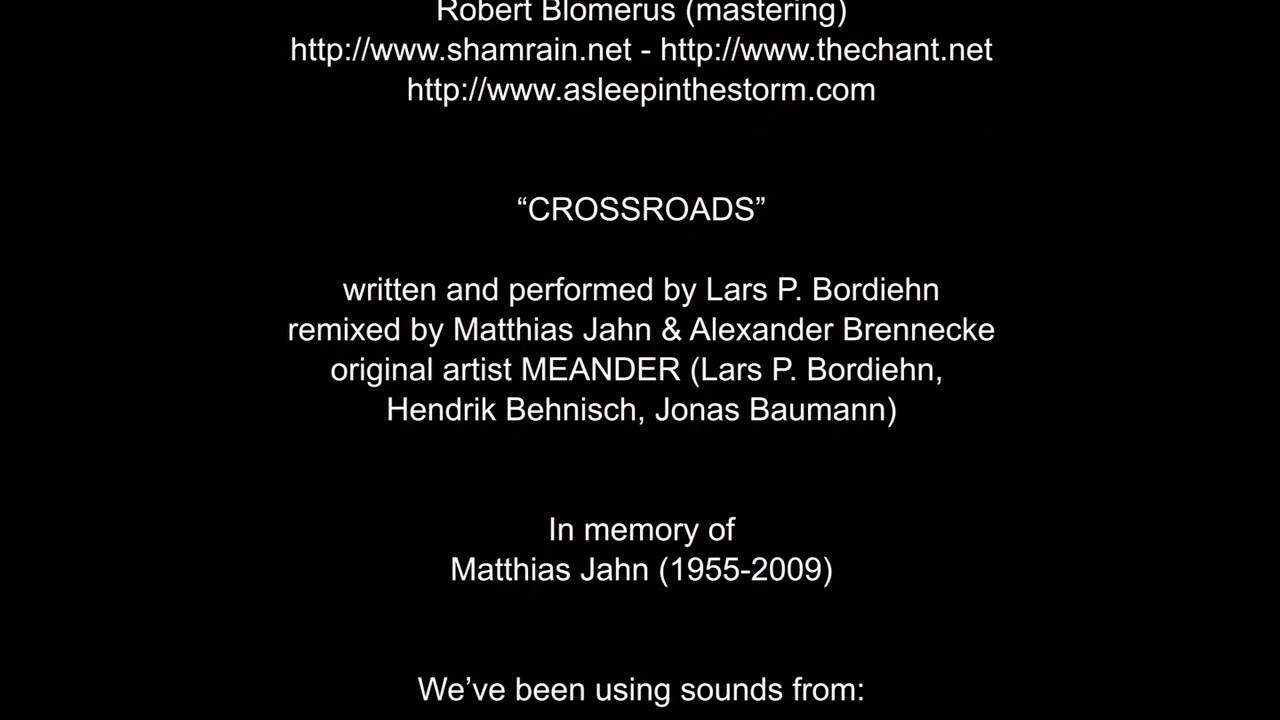 Robert Blomerus (mastering)
http://www.shamrain.net - http://www.thechant.net
http://www.asleepinthestorm.com
“CROSSROADS”
written and performed by Lars P. Bordiehn
remixed by Matthias Jahn & Alexander Brennecke
original artist MEANDER (Lars P. Bordiehn,
Hendrik Behnisch, Jonas Baumann)
In memory of
Matthias Jahn (1955-2009)
We’ve been using sounds from: